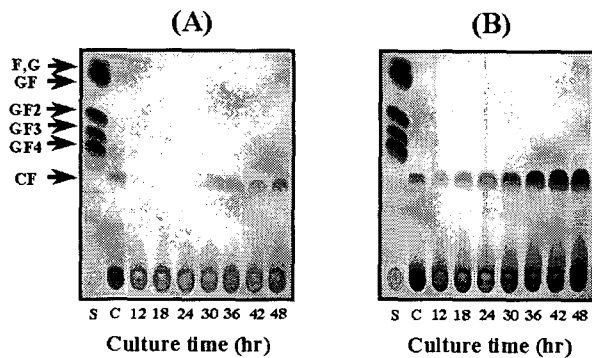 (A)
(B)
F,G
GF
GF2
GF3
GF4
CF
S C 12 18 24 30 36 42 48
S C 12 18 24 30 36 42 48
Culture time (hr)
Culture time (hr)